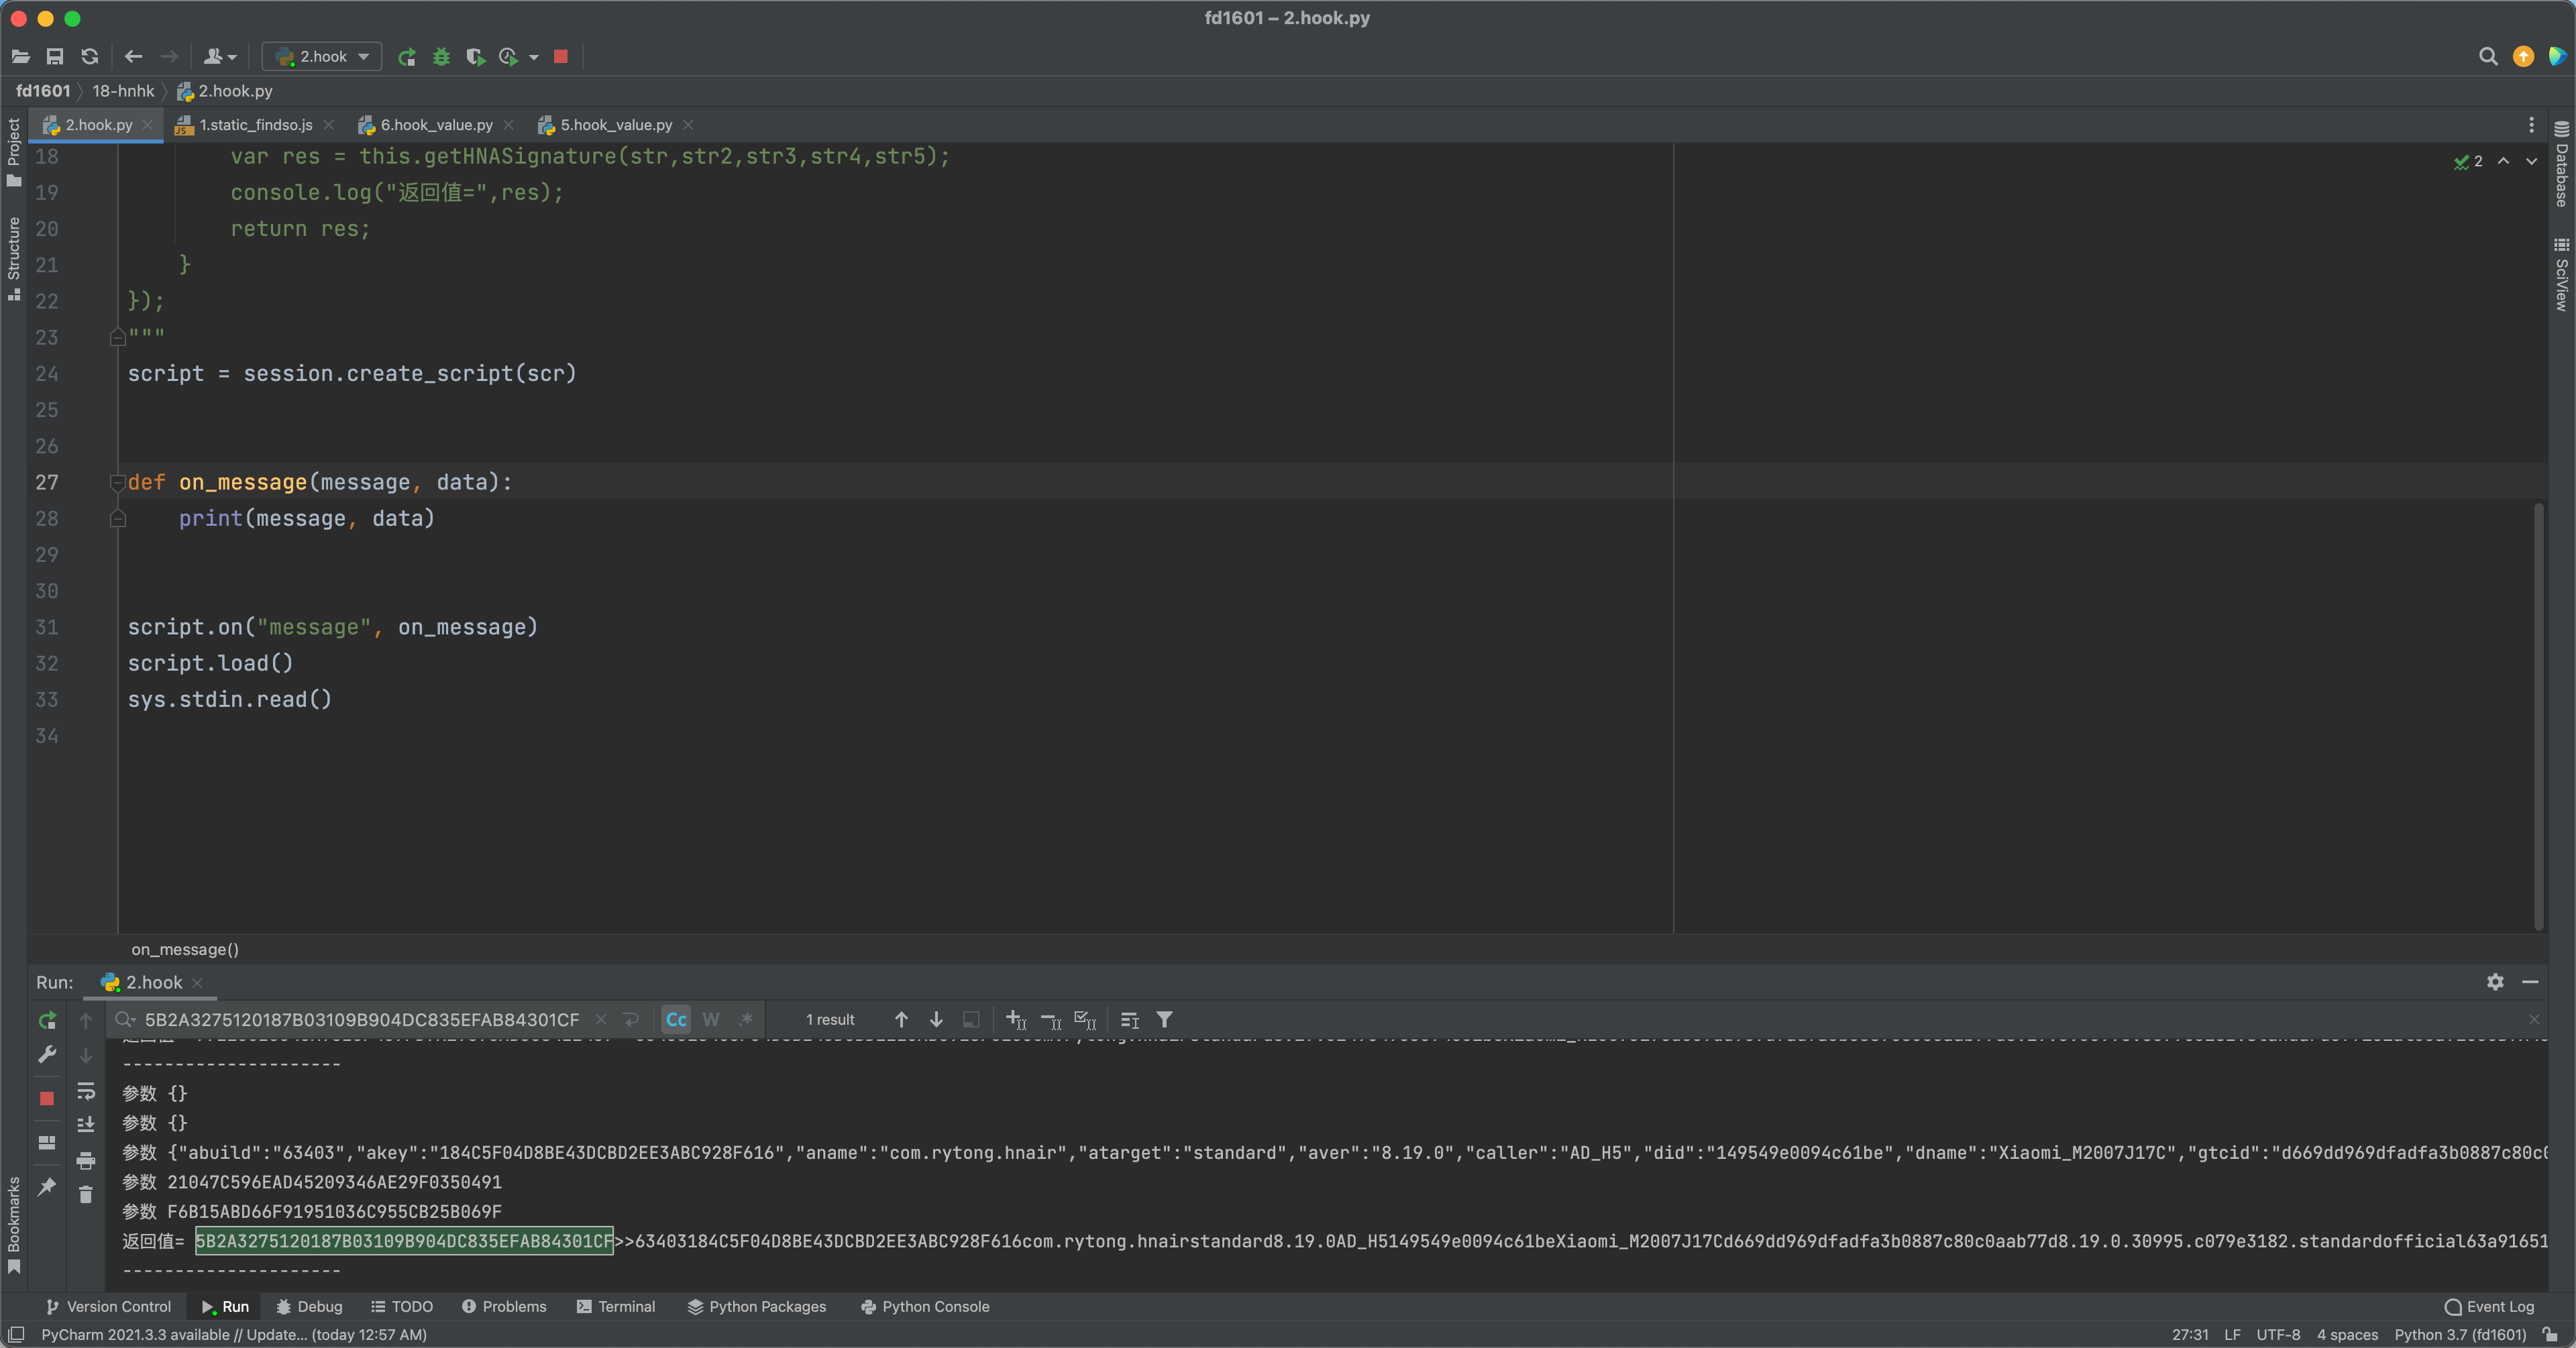 fd1601 – 2.hook.py
2.hook
fd1601 〉 18-hnhk 〉 2.hook.py
2.hook.py 1.static_findso.js 6.hook_value.py 5.hook_value.py
Project
Structure
Bookmarks
Database
SciView
2
18 var res = this.getHNASignature(str,str2,str3,str4,str5);
19 console.log("返回值=",res);
20 return res;
21 }
22 });
23 """
24 script = session.create_script(scr)
25
26
27 def on_message(message, data):
28 print(message, data)
29
30
31 script.on("message", on_message)
32 script.load()
33 sys.stdin.read()
34
on_message()
Run: 2.hook
5B2A3275120187B03109B904DC835EFAB84301CF Cc W .* 1 result
---------------------
参数 {}
参数 {}
参数 {"abuild":"63403","akey":"184C5F04D8BE43DCBD2EE3ABC928F616","aname":"com.rytong.hnair","atarget":"standard","aver":"8.19.0","caller":"AD_H5","did":"149549e0094c61be","dname":"Xiaomi_M2007J17C","gtcid":"d669dd969dfadfa3b0887c80c0
参数 21047C596EAD45209346AE29F0350491
参数 F6B15ABD66F91951036C955CB25B069F
返回值= 5B2A3275120187B03109B904DC835EFAB84301CF>>63403184C5F04D8BE43DCBD2EE3ABC928F616com.rytong.hnairstandard8.19.0AD_H5149549e0094c61beXiaomi_M2007J17Cd669dd969dfadfa3b0887c80c0aab77d8.19.0.30995.c079e3182.standardofficial63a91651
---------------------
Version Control Run Debug TODO Problems Terminal Python Packages Python Console Event Log
PyCharm 2021.3.3 available // Update... (today 12:57 AM) 27:31 LF UTF-8 4 spaces Python 3.7 (fd1601)